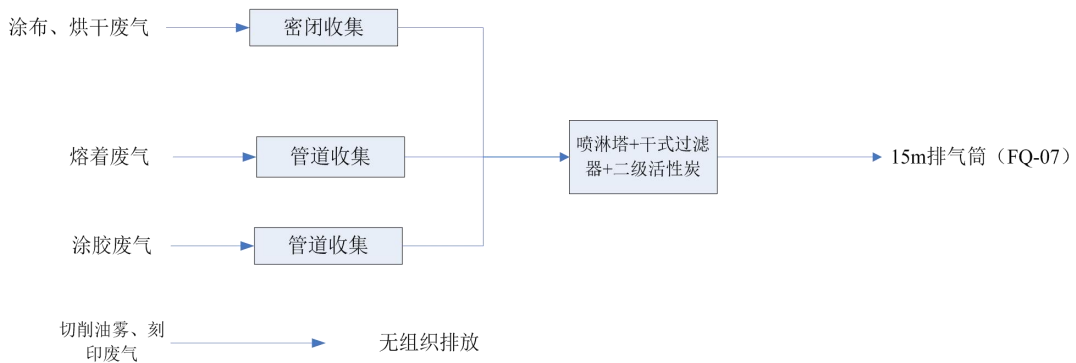 涂布、烘干废气
密闭收集
熔着废气
管道收集
喷淋塔+干式过滤
器+二级活性炭
15m排气筒（FQ-07）
涂胶废气
管道收集
切削油雾、刻
印废气
无组织排放